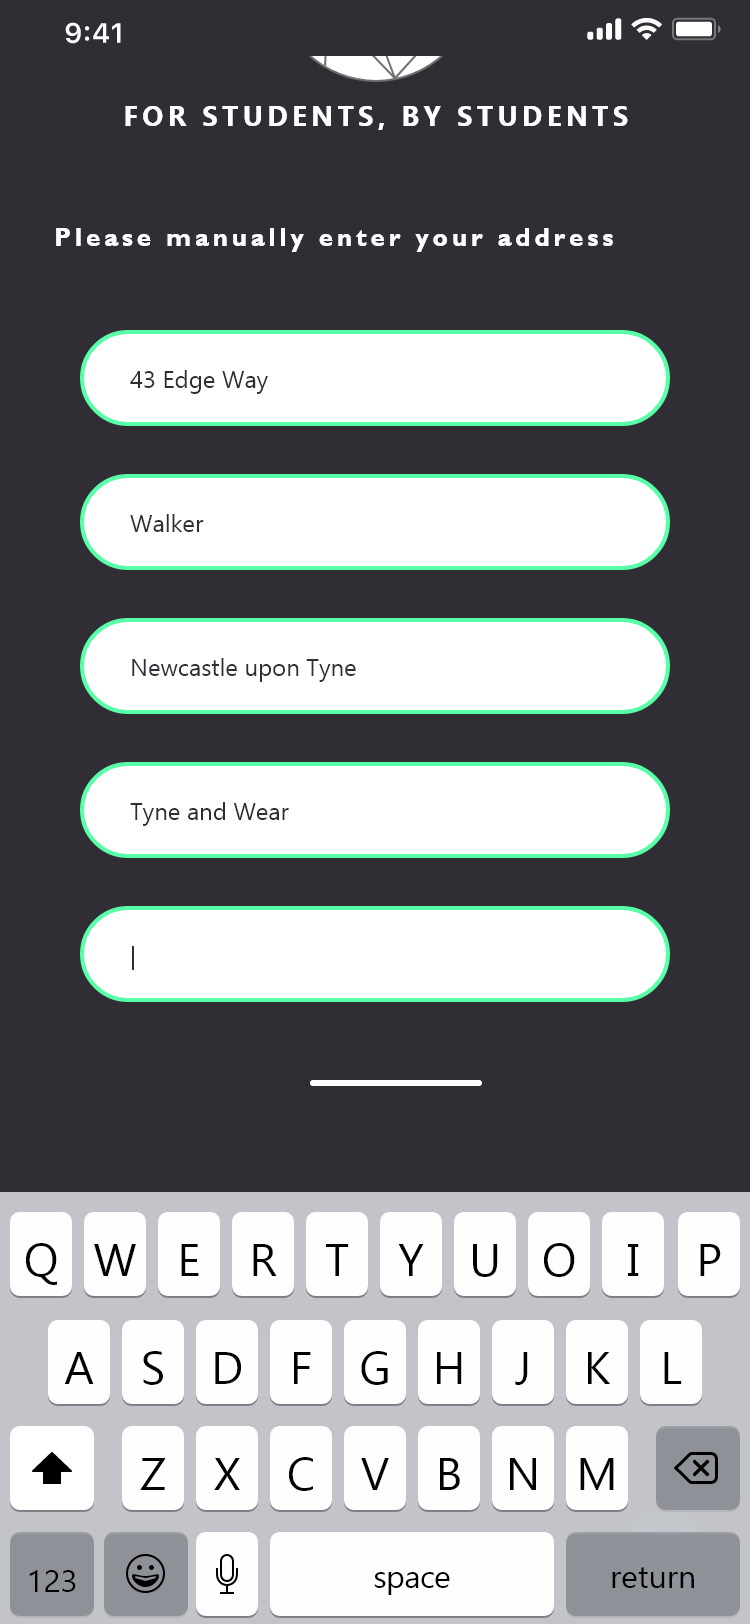 9:41
FOR STUDENTS, BY STUDENTS
Please manually enter your address
43 Edge Way
Walker
Newcastle upon Tyne
Tyne and Wear
Q W E R T Y U O I P
A S D F G H J K L
Z X C V B N M
123 space return